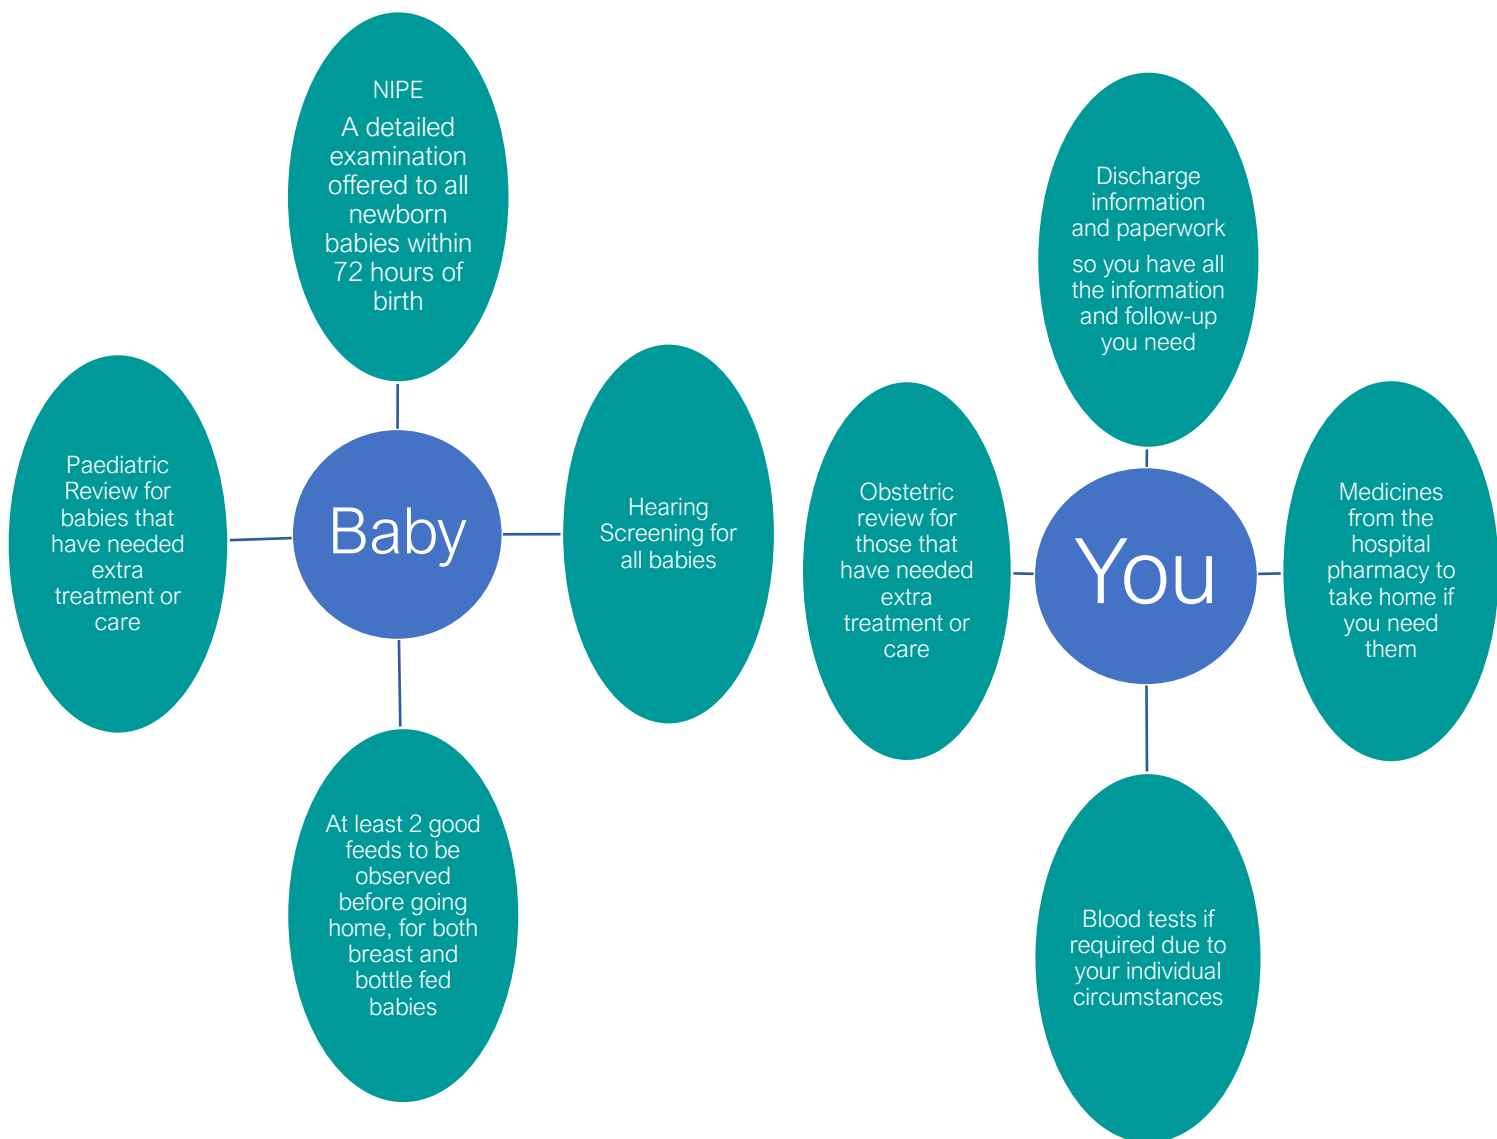 NIPE
A detailed
examination
offered to all
newborn
babies within
72 hours of
birth
Paediatric
Review for
babies that
have needed
extra
treatment or
care
Baby
Hearing
Screening for
all babies
At least 2 good
feeds to be
observed
before going
home, for both
breast and
bottle fed
babies
Discharge
information
and paperwork
so you have all
the information
and follow-up
you need
Obstetric
review for
those that
have needed
extra
treatment or
care
You
Medicines
from the
hospital
pharmacy to
take home if
you need
them
Blood tests if
required due to
your individual
circumstances